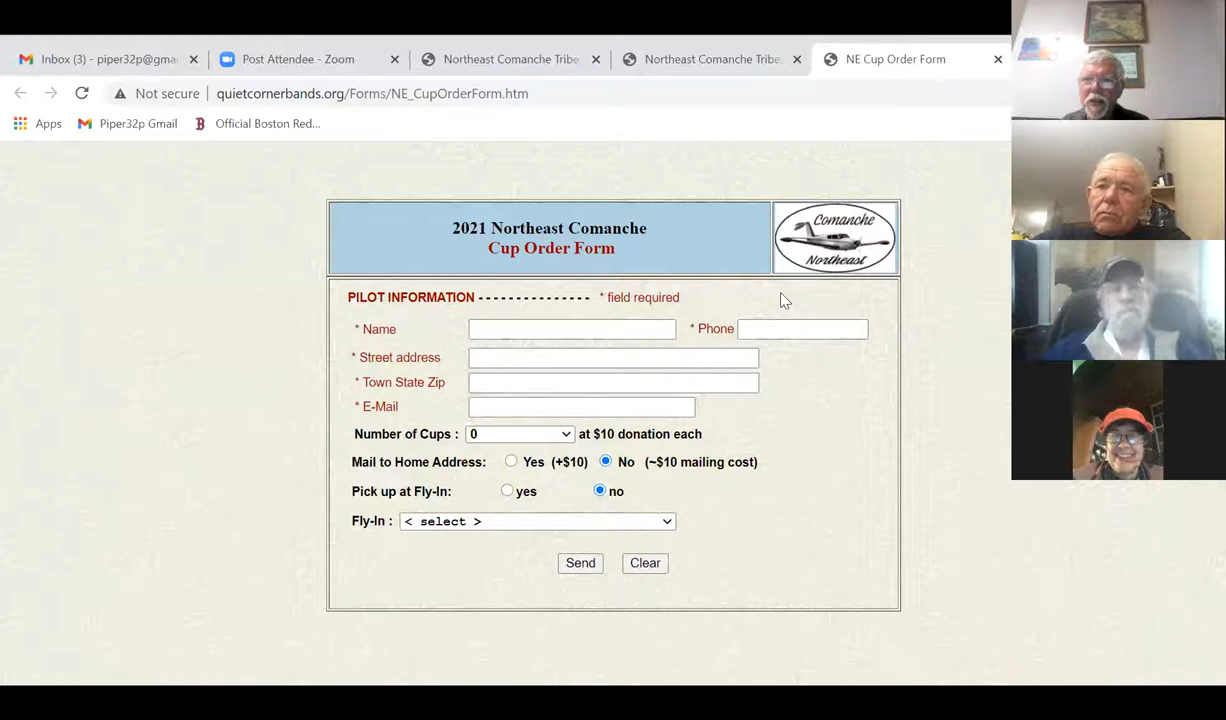 Inbox (3) - piper32p@gma
Post Attendee - Zoom
Northeast Comanche Tribe
Northeast Comanche Tribe.
NE Cup Order Form
Not secure
quietcornerbands.org/Forms/NE_CupOrderForm.htm
Apps
Piper32p Gmail
Official Boston Red...
2021 Northeast Comanche
Cup Order Form
Comanche
Northeast
PILOT INFORMATION - - - - - - - - - - - - - - - * field required
* Name
* Phone
* Street address
* Town State Zip
* E-Mail
Number of Cups : 0 at $10 donation each
Mail to Home Address: Yes (+$10) No (~$10 mailing cost)
Pick up at Fly-In: yes no
Fly-In : < select >
Send Clear